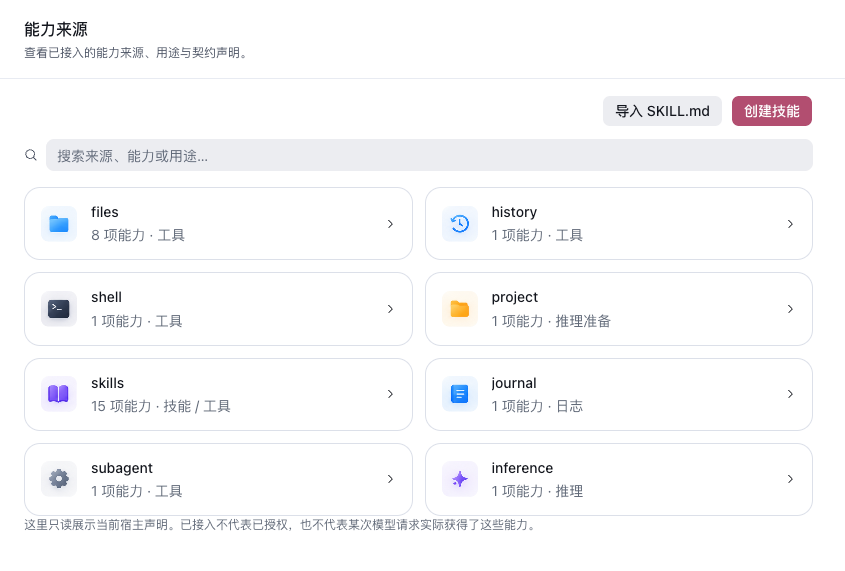 能力来源
查看已接入的能力来源、用途与契约声明。
导入 SKILL.md
创建技能
搜索来源、能力或用途...
files
8 项能力 · 工具
history
1 项能力 · 工具
shell
1 项能力 · 工具
project
1 项能力 · 推理准备
skills
15 项能力 · 技能 / 工具
journal
1 项能力 · 日志
subagent
1 项能力 · 工具
inference
1 项能力 · 推理
这里只读展示当前宿主声明。已接入不代表已授权，也不代表某次模型请求实际获得了这些能力。